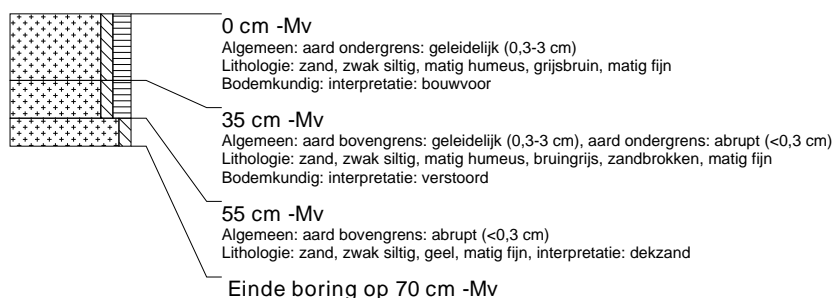 0 cm -Mv
Algemeen: aard ondergrens: geleidelijk (0,3-3 cm)
Lithologie: zand, zwak siltig, matig humeus, grijsbruin, matig fijn
Bodemkundig: interpretatie: bouwvoor
35 cm -Mv
Algemeen: aard bovengrens: geleidelijk (0,3-3 cm), aard ondergrens: abrupt (<0,3 cm)
Lithologie: zand, zwak siltig, matig humeus, bruingrijs, zandbrokken, matig fijn
Bodemkundig: interpretatie: verstoord
55 cm -Mv
Algemeen: aard bovengrens: abrupt (<0,3 cm)
Lithologie: zand, zwak siltig, geel, matig fijn, interpretatie: dekzand
Einde boring op 70 cm -Mv